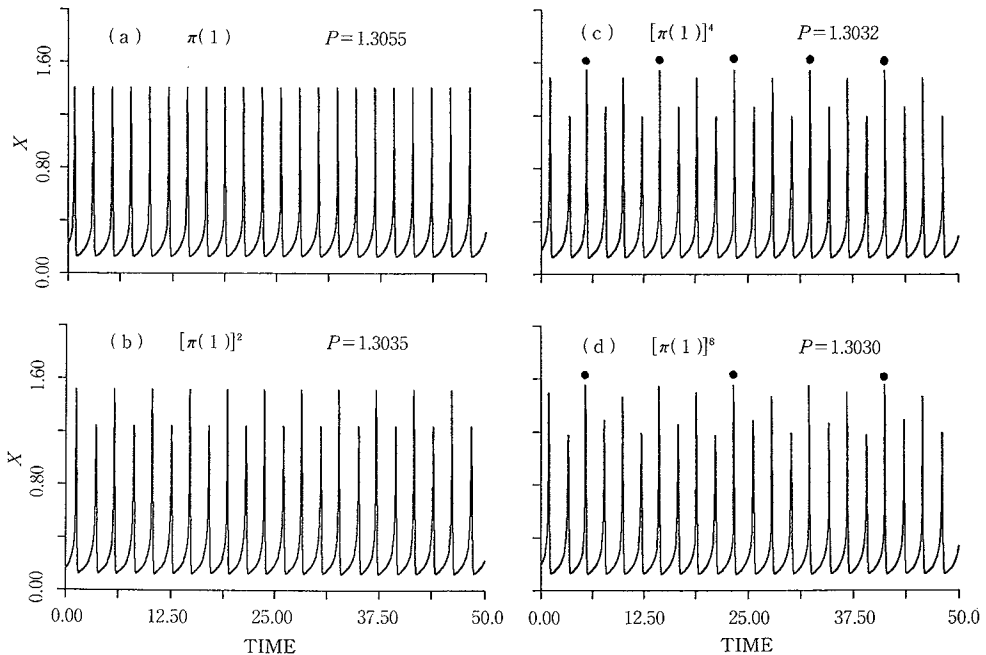 (a) π(1) P=1.3055
1.60
0.80
0.00
X
(b) [π(1)]² P=1.3035
1.60
0.80
0.00
X
0.00 12.50 25.00 37.50 50.0
TIME
(c) [π(1)]⁴ P=1.3032
(d) [π(1)]⁸ P=1.3030
0.00 12.50 25.00 37.50 50.0
TIME